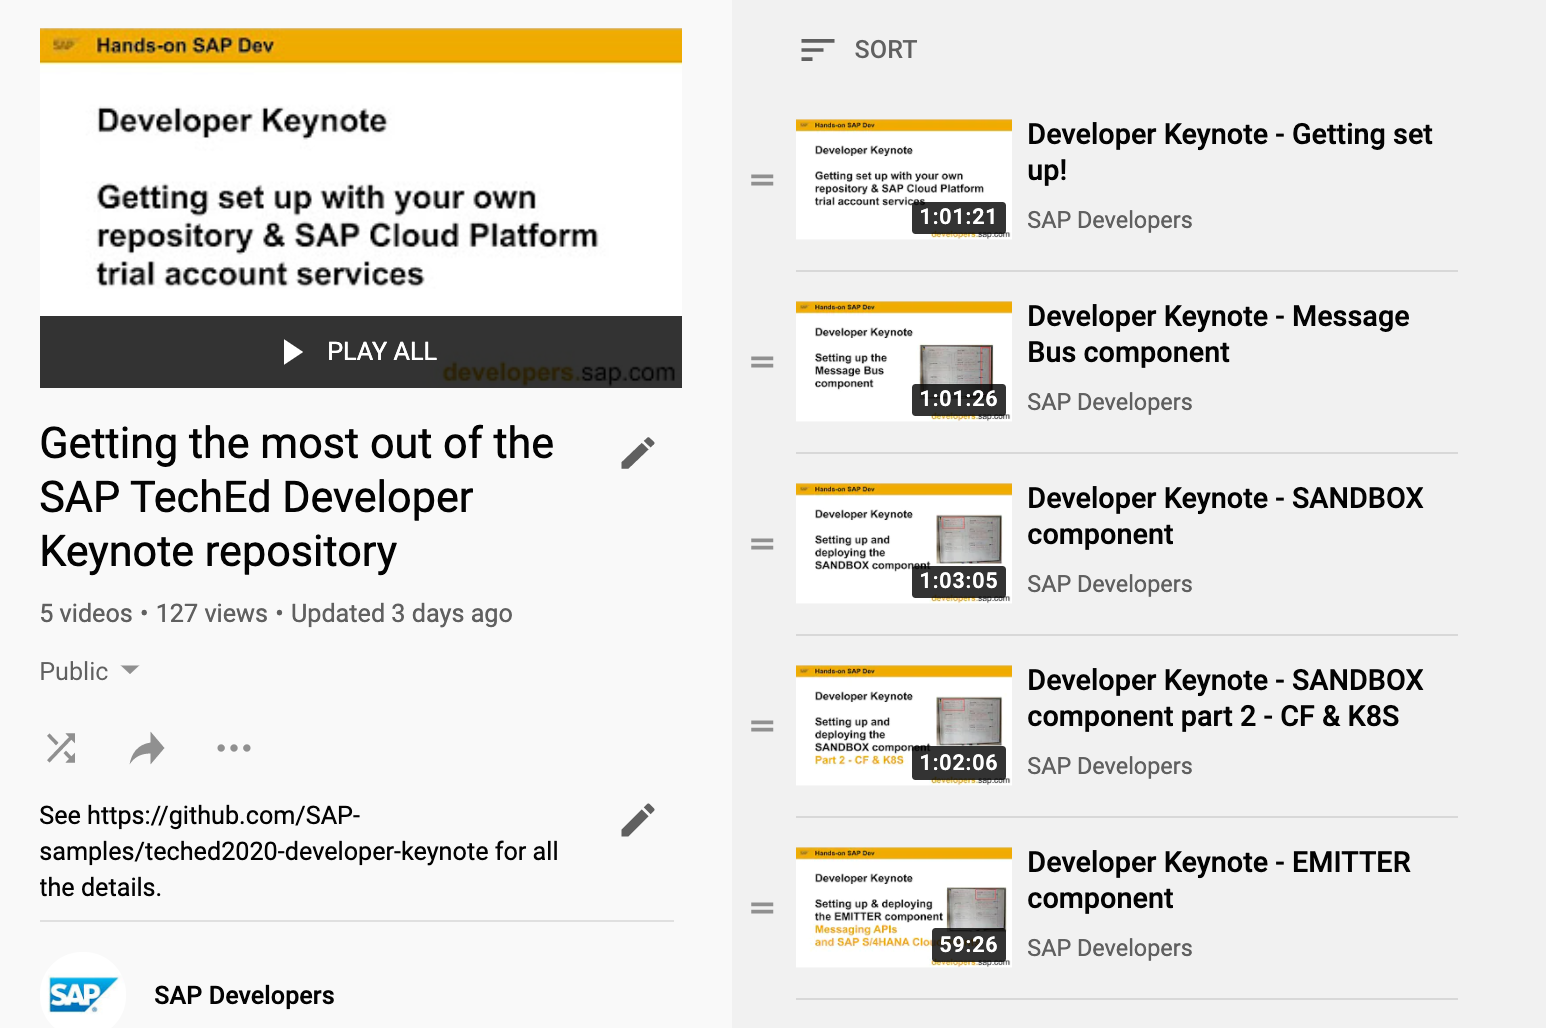 SAP Hands-on SAP Dev
Developer Keynote
Getting set up with your own
repository & SAP Cloud Platform
trial account services
PLAY ALL
developers.sap.com
Getting the most out of the
SAP TechEd Developer
Keynote repository
5 videos • 127 views • Updated 3 days ago
Public
See https://github.com/SAP-
samples/teched2020-developer-keynote for all
the details.
SAP
SAP Developers
SORT
Hands-on SAP Dev
Developer Keynote
Getting set up with your own
repository & SAP Cloud Platform
trial account services
1:01:21
developers.sap.com
Developer Keynote - Getting set
up!
SAP Developers
Hands-on SAP Dev
Developer Keynote
Setting up the
Message Bus
component
1:01:26
developers.sap.com
Developer Keynote - Message
Bus component
SAP Developers
Hands-on SAP Dev
Developer Keynote
Setting up and
deploying the
SANDBOX component
1:03:05
developers.sap.com
Developer Keynote - SANDBOX
component
SAP Developers
Hands-on SAP Dev
Developer Keynote
Setting up and
deploying the
SANDBOX component
Part 2 - CF & K8S
1:02:06
developers.sap.com
Developer Keynote - SANDBOX
component part 2 - CF & K8S
SAP Developers
Hands-on SAP Dev
Developer Keynote
Setting up & deploying
the EMITTER component
Messaging APIs
and SAP S/4HANA Clo
59:26
developers.sap.com
Developer Keynote - EMITTER
component
SAP Developers